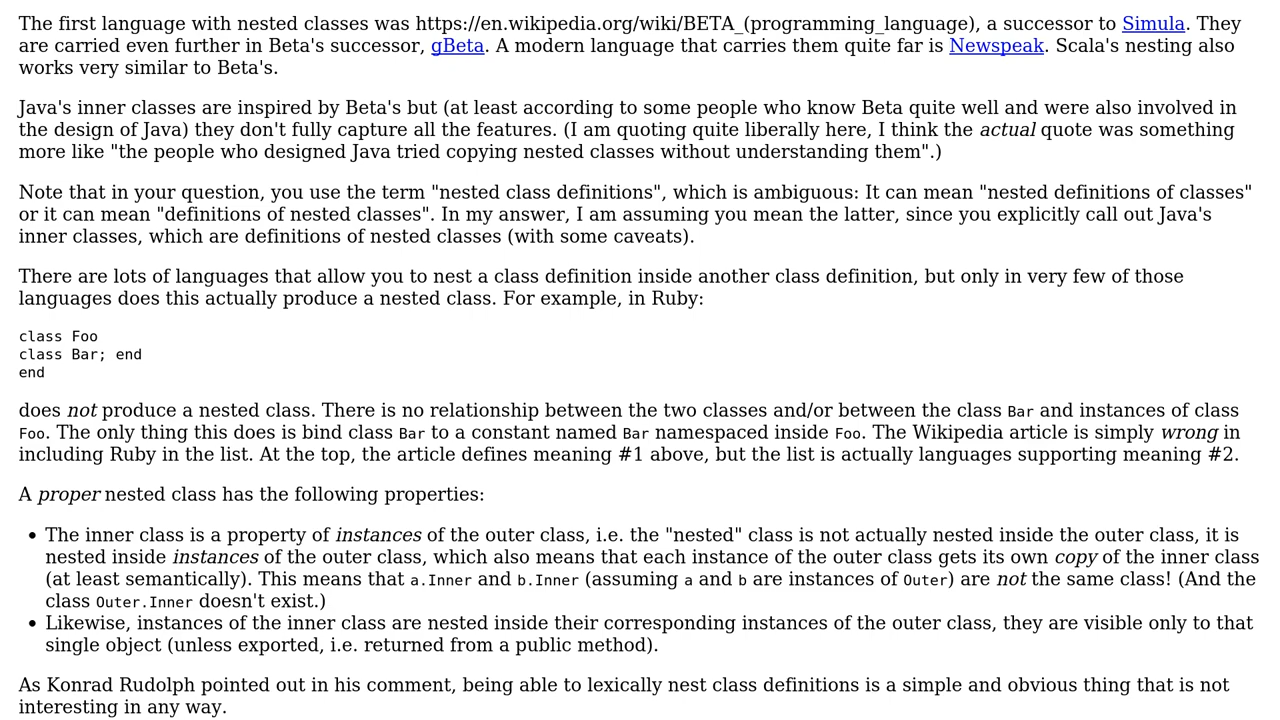 The first language with nested classes was https://en.wikipedia.org/wiki/BETA_(programming_language), a successor to Simula. They
are carried even further in Beta's successor, gBeta. A modern language that carries them quite far is Newspeak. Scala's nesting also
works very similar to Beta's.
Java's inner classes are inspired by Beta's but (at least according to some people who know Beta quite well and were also involved in
the design of Java) they don't fully capture all the features. (I am quoting quite liberally here, I think the actual quote was something
more like "the people who designed Java tried copying nested classes without understanding them".)
Note that in your question, you use the term "nested class definitions", which is ambiguous: It can mean "nested definitions of classes"
or it can mean "definitions of nested classes". In my answer, I am assuming you mean the latter, since you explicitly call out Java's
inner classes, which are definitions of nested classes (with some caveats).
There are lots of languages that allow you to nest a class definition inside another class definition, but only in very few of those
languages does this actually produce a nested class. For example, in Ruby:
class Foo
class Bar; end
end
does not produce a nested class. There is no relationship between the two classes and/or between the class Bar and instances of class
Foo. The only thing this does is bind class Bar to a constant named Bar namespaced inside Foo. The Wikipedia article is simply wrong in
including Ruby in the list. At the top, the article defines meaning #1 above, but the list is actually languages supporting meaning #2.
A proper nested class has the following properties:
• The inner class is a property of instances of the outer class, i.e. the "nested" class is not actually nested inside the outer class, it is
nested inside instances of the outer class, which also means that each instance of the outer class gets its own copy of the inner class
(at least semantically). This means that a.Inner and b.Inner (assuming a and b are instances of Outer) are not the same class! (And the
class Outer.Inner doesn't exist.)
• Likewise, instances of the inner class are nested inside their corresponding instances of the outer class, they are visible only to that
single object (unless exported, i.e. returned from a public method).
As Konrad Rudolph pointed out in his comment, being able to lexically nest class definitions is a simple and obvious thing that is not
interesting in any way.